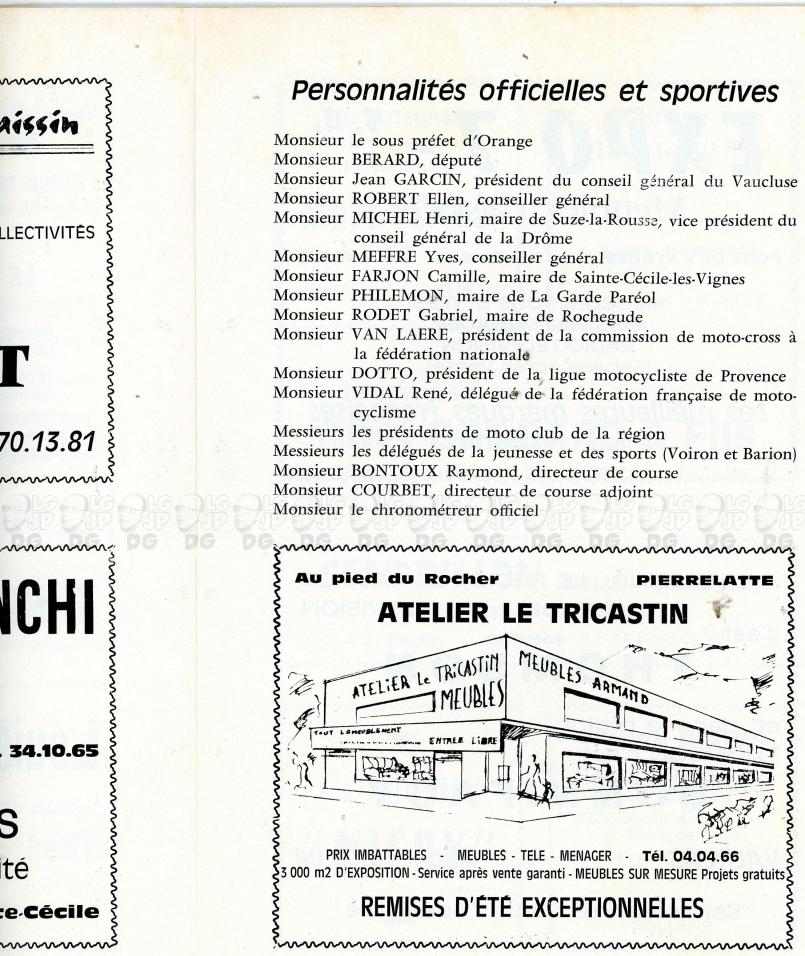 aissin
LLECTIVITÉS
T
70.13.81
NCHI
. 34.10.65
S
ité
te-Cécile
Personnalités officielles et sportives
Monsieur le sous préfet d'Orange
Monsieur BERARD, député
Monsieur Jean GARCIN, président du conseil général du Vaucluse
Monsieur ROBERT Ellen, conseiller général
Monsieur MICHEL Henri, maire de Suze-la-Rousse, vice président du
conseil général de la Drôme
Monsieur MEFFRE Yves, conseiller général
Monsieur FARJON Camille, maire de Sainte-Cécile-les-Vignes
Monsieur PHILEMON, maire de La Garde Paréol
Monsieur RODET Gabriel, maire de Rochegude
Monsieur VAN LAERE, président de la commission de moto-cross à
la fédération nationale
Monsieur DOTTO, président de la ligue motocycliste de Provence
Monsieur VIDAL René, délégué de la fédération française de moto-
cyclisme
Messieurs les présidents de moto club de la région
Messieurs les délégués de la jeunesse et des sports (Voiron et Barion)
Monsieur BONTOUX Raymond, directeur de course
Monsieur COURBET, directeur de course adjoint
Monsieur le chronométreur officiel
Au pied du Rocher PIERRELATTE
ATELIER LE TRICASTIN
ATELIER Le TRICASTIN
MEUBLES
MEUBLES ARMAND
TOUT L'AMEUBLEMENT
ENTREE LIBRE
PRIX IMBATTABLES - MEUBLES - TELE - MENAGER - Tél. 04.04.66
3 000 m2 D'EXPOSITION - Service après vente garanti - MEUBLES SUR MESURE Projets gratuits
REMISES D'ÉTÉ EXCEPTIONNELLES